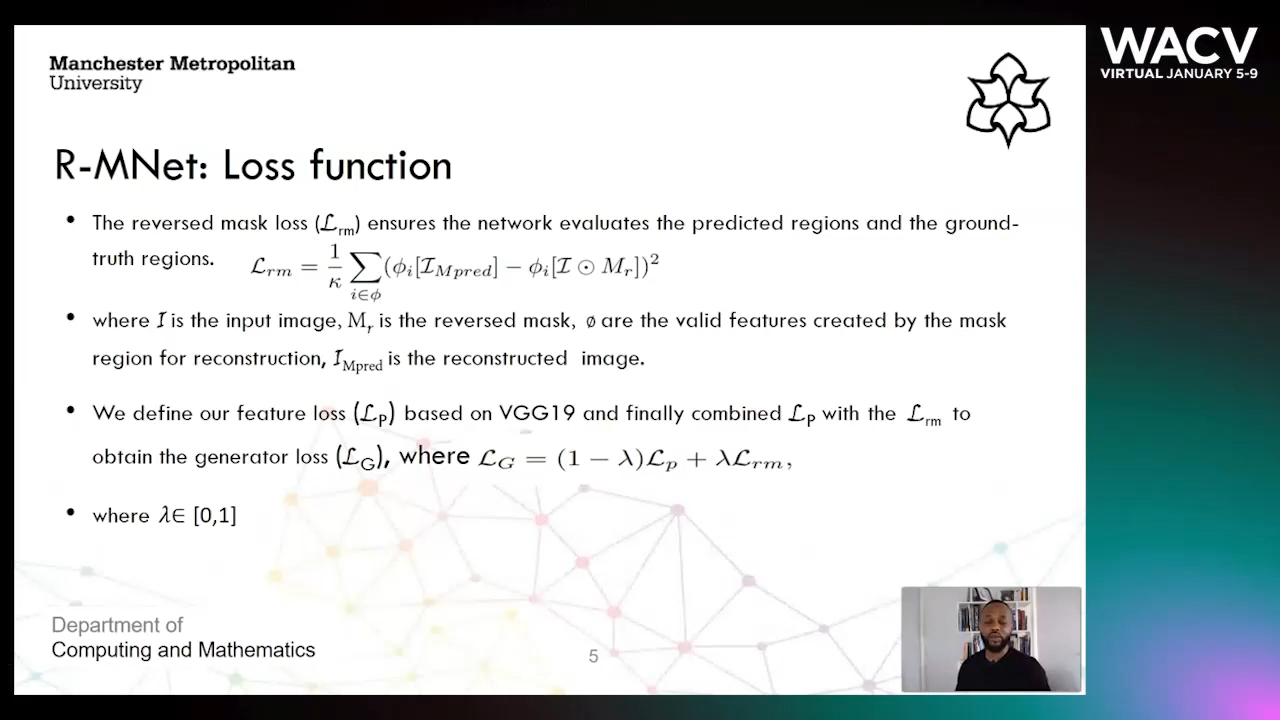 Manchester Metropolitan
University
WACV
VIRTUAL JANUARY 5-9
R-MNet: Loss function
• The reversed mask loss (ℒrm) ensures the network evaluates the predicted regions and the ground-
truth regions. ℒrm = 1/κ ∑i∈ϕ (ϕi[ℐMpred] − ϕi[ℐ ⊙ Mr])²
• where ℐ is the input image, Mr is the reversed mask, ø are the valid features created by the mask
region for reconstruction, ℐMpred is the reconstructed image.
• We define our feature loss (ℒP) based on VGG19 and finally combined ℒP with the ℒrm to
obtain the generator loss (ℒG), where ℒG = (1 − λ)ℒp + λℒrm,
• where λ∈ [0,1]
Department of
Computing and Mathematics
5